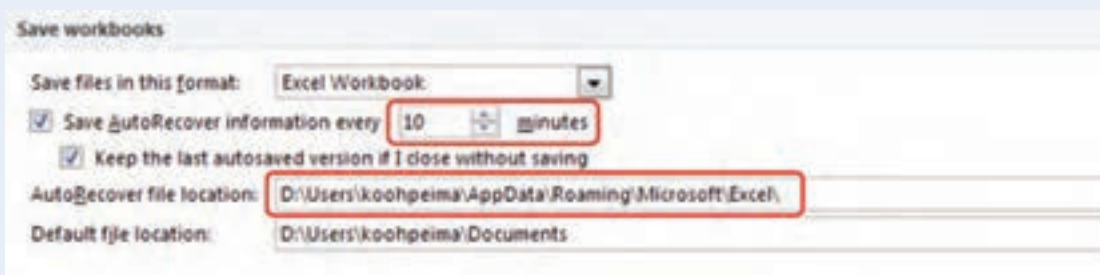 Save workbooks
Save files in this format: Excel Workbook
Save AutoRecover information every 10 minutes
Keep the last autosaved version if I close without saving
AutoRecover file location: D:\Users\koohpeima\AppData\Roaming\Microsoft\Excel\
Default file location: D:\Users\koohpeima\Documents